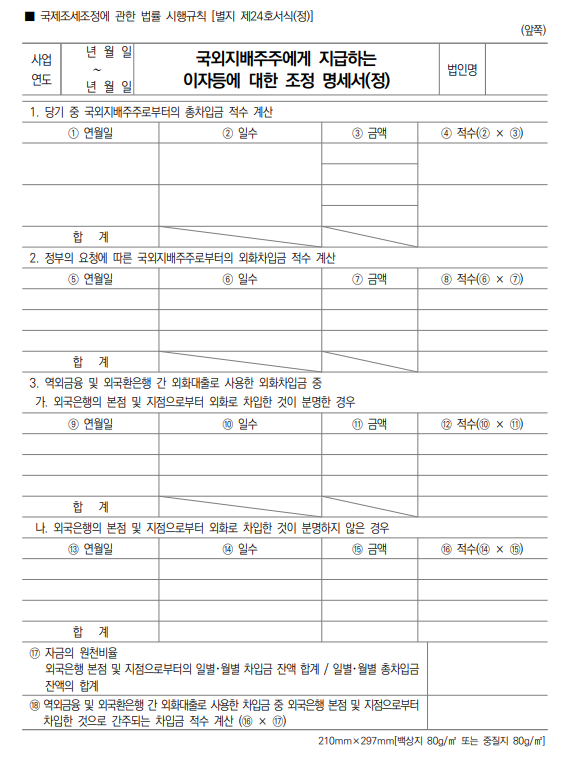 ■ 국제조세조정에 관한 법률 시행규칙 [별지 제24호서식(정)]
(앞쪽)
사업
연도
년 월 일
~
년 월 일
국외지배주주에게 지급하는
이자등에 대한 조정 명세서(정)
법인명
1. 당기 중 국외지배주주로부터의 총차입금 적수 계산
① 연월일 ② 일수 ③ 금액 ④ 적수(② × ③)
합 계
2. 정부의 요청에 따른 국외지배주주로부터의 외화차입금 적수 계산
⑤ 연월일 ⑥ 일수 ⑦ 금액 ⑧ 적수(⑥ × ⑦)
합 계
3. 역외금융 및 외국환은행 간 외화대출로 사용한 외화차입금 중
가. 외국은행의 본점 및 지점으로부터 외화로 차입한 것이 분명한 경우
⑨ 연월일 ⑩ 일수 ⑪ 금액 ⑫ 적수(⑩ × ⑪)
합 계
나. 외국은행의 본점 및 지점으로부터 외화로 차입한 것이 분명하지 않은 경우
⑬ 연월일 ⑭ 일수 ⑮ 금액 ⑯ 적수(⑭ × ⑮)
합 계
⑰ 자금의 원천비율
외국은행 본점 및 지점으로부터의 일별·월별 차입금 잔액 합계 / 일별·월별 총차입금
잔액의 합계
⑱ 역외금융 및 외국환은행 간 외화대출로 사용한 차입금 중 외국은행 본점 및 지점으로부터
차입한 것으로 간주되는 차입금 적수 계산 (⑯ × ⑰)
210mm×297mm[백상지 80g/㎡ 또는 중질지 80g/㎡]